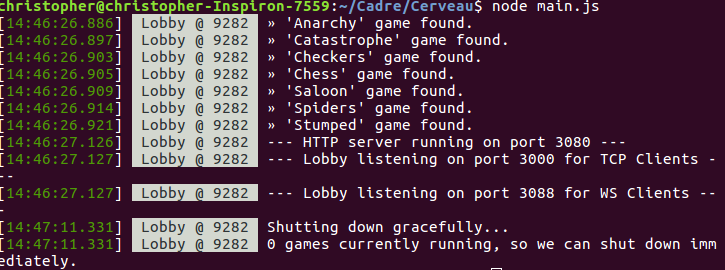 christopher@christopher-Inspiron-7559:~/Cadre/Cerveau$ node main.js
[14:46:26.886] Lobby @ 9282 » 'Anarchy' game found.
[14:46:26.897] Lobby @ 9282 » 'Catastrophe' game found.
[14:46:26.903] Lobby @ 9282 » 'Checkers' game found.
[14:46:26.905] Lobby @ 9282 » 'Chess' game found.
[14:46:26.909] Lobby @ 9282 » 'Saloon' game found.
[14:46:26.914] Lobby @ 9282 » 'Spiders' game found.
[14:46:26.921] Lobby @ 9282 » 'Stumped' game found.
[14:46:27.126] Lobby @ 9282 --- HTTP server running on port 3080 ---
[14:46:27.127] Lobby @ 9282 --- Lobby listening on port 3000 for TCP Clients -
--
[14:46:27.127] Lobby @ 9282 --- Lobby listening on port 3088 for WS Clients --
-
[14:47:11.331] Lobby @ 9282 Shutting down gracefully...
[14:47:11.331] Lobby @ 9282 0 games currently running, so we can shut down imm
ediately.